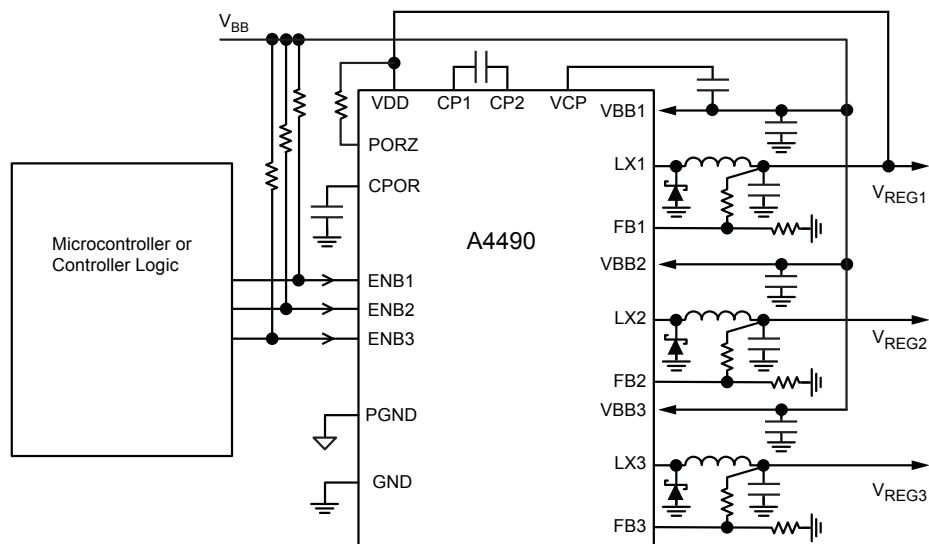 VBB
VDD
CP1
CP2
VCP
VBB1
PORZ
LX1
CPOR
VREG1
FB1
Microcontroller or
Controller Logic
A4490
VBB2
ENB1
ENB2
LX2
ENB3
VREG2
FB2
PGND
VBB3
LX3
GND
VREG3
FB3